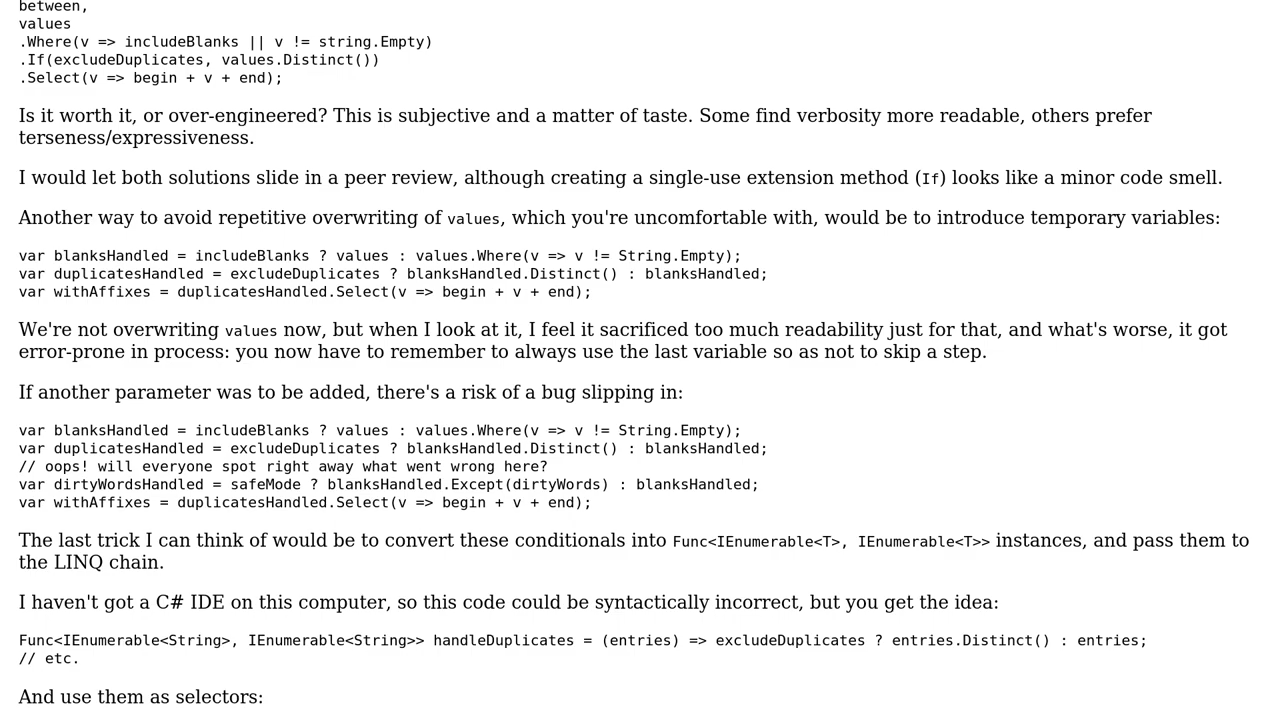 between,
values
.Where(v => includeBlanks || v != string.Empty)
.If(excludeDuplicates, values.Distinct())
.Select(v => begin + v + end);
Is it worth it, or over-engineered? This is subjective and a matter of taste. Some find verbosity more readable, others prefer
terseness/expressiveness.
I would let both solutions slide in a peer review, although creating a single-use extension method (If) looks like a minor code smell.
Another way to avoid repetitive overwriting of values, which you're uncomfortable with, would be to introduce temporary variables:
var blanksHandled = includeBlanks ? values : values.Where(v => v != String.Empty);
var duplicatesHandled = excludeDuplicates ? blanksHandled.Distinct() : blanksHandled;
var withAffixes = duplicatesHandled.Select(v => begin + v + end);
We're not overwriting values now, but when I look at it, I feel it sacrificed too much readability just for that, and what's worse, it got
error-prone in process: you now have to remember to always use the last variable so as not to skip a step.
If another parameter was to be added, there's a risk of a bug slipping in:
var blanksHandled = includeBlanks ? values : values.Where(v => v != String.Empty);
var duplicatesHandled = excludeDuplicates ? blanksHandled.Distinct() : blanksHandled;
// oops! will everyone spot right away what went wrong here?
var dirtyWordsHandled = safeMode ? blanksHandled.Except(dirtyWords) : blanksHandled;
var withAffixes = duplicatesHandled.Select(v => begin + v + end);
The last trick I can think of would be to convert these conditionals into Func<IEnumerable<T>, IEnumerable<T>> instances, and pass them to
the LINQ chain.
I haven't got a C# IDE on this computer, so this code could be syntactically incorrect, but you get the idea:
Func<IEnumerable<String>, IEnumerable<String>> handleDuplicates = (entries) => excludeDuplicates ? entries.Distinct() : entries;
// etc.
And use them as selectors: